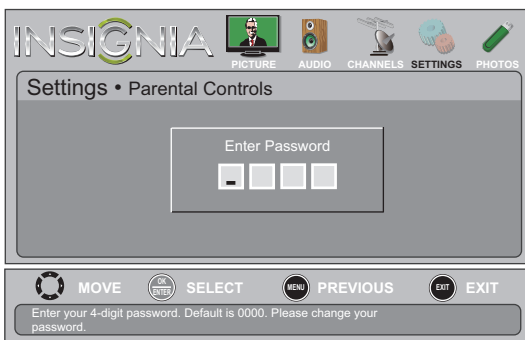 INSIGNIA
PICTURE AUDIO CHANNELS SETTINGS PHOTOS
Settings • Parental Controls
Enter Password
MOVE OK ENTER SELECT MENU PREVIOUS EXIT EXIT
Enter your 4-digit password. Default is 0000. Please change your
password.